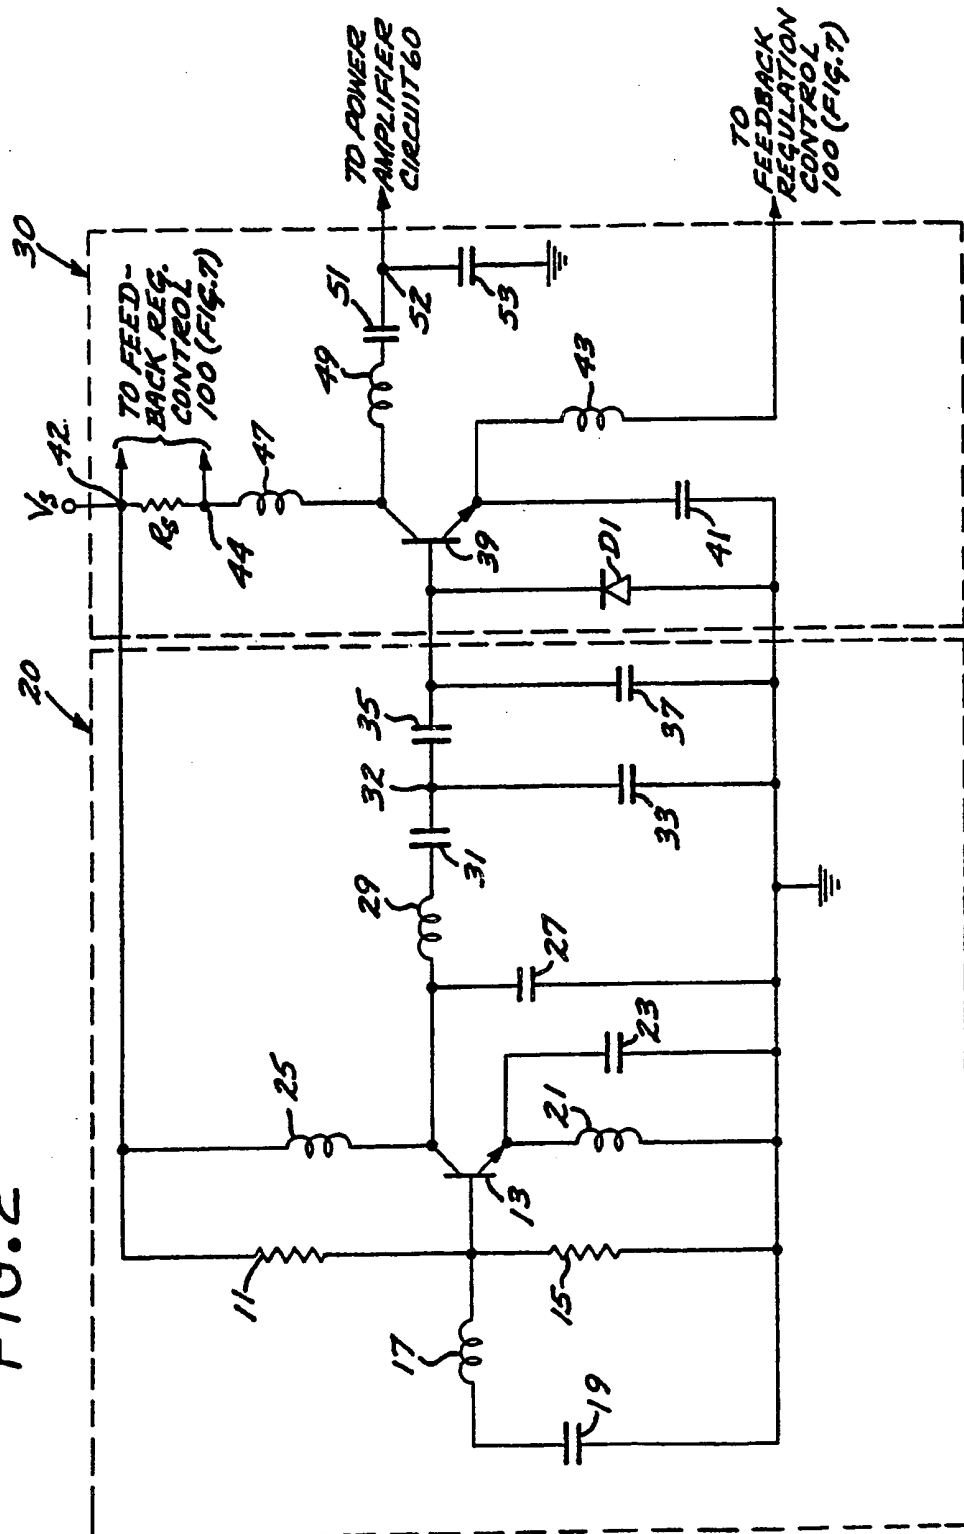 FIG. 2
20
30
Vs
42
TO FEED-
BACK REG.
CONTROL
100 (FIG.7)
Rs
44
47
49
51
52
53
TO POWER
AMPLIFIER
CIRCUIT 60
25
11
13
15
17
19
21
23
27
29
31
32
33
35
37
39
D1
41
43
TO
FEEDBACK
REGULATION
CONTROL
100 (FIG.7)